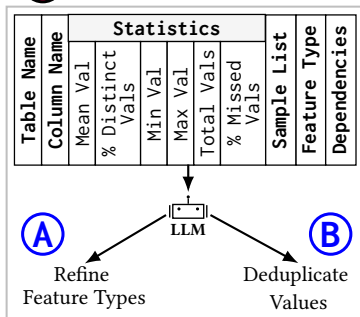 Table Name
Column Name
Statistics
Mean Val
% Distinct
Vals
Min Val
Max Val
Total Vals
% Missed
Vals
Sample List
Feature Type
Dependencies
LLM
A
B
Refine
Feature Types
Deduplicate
Values